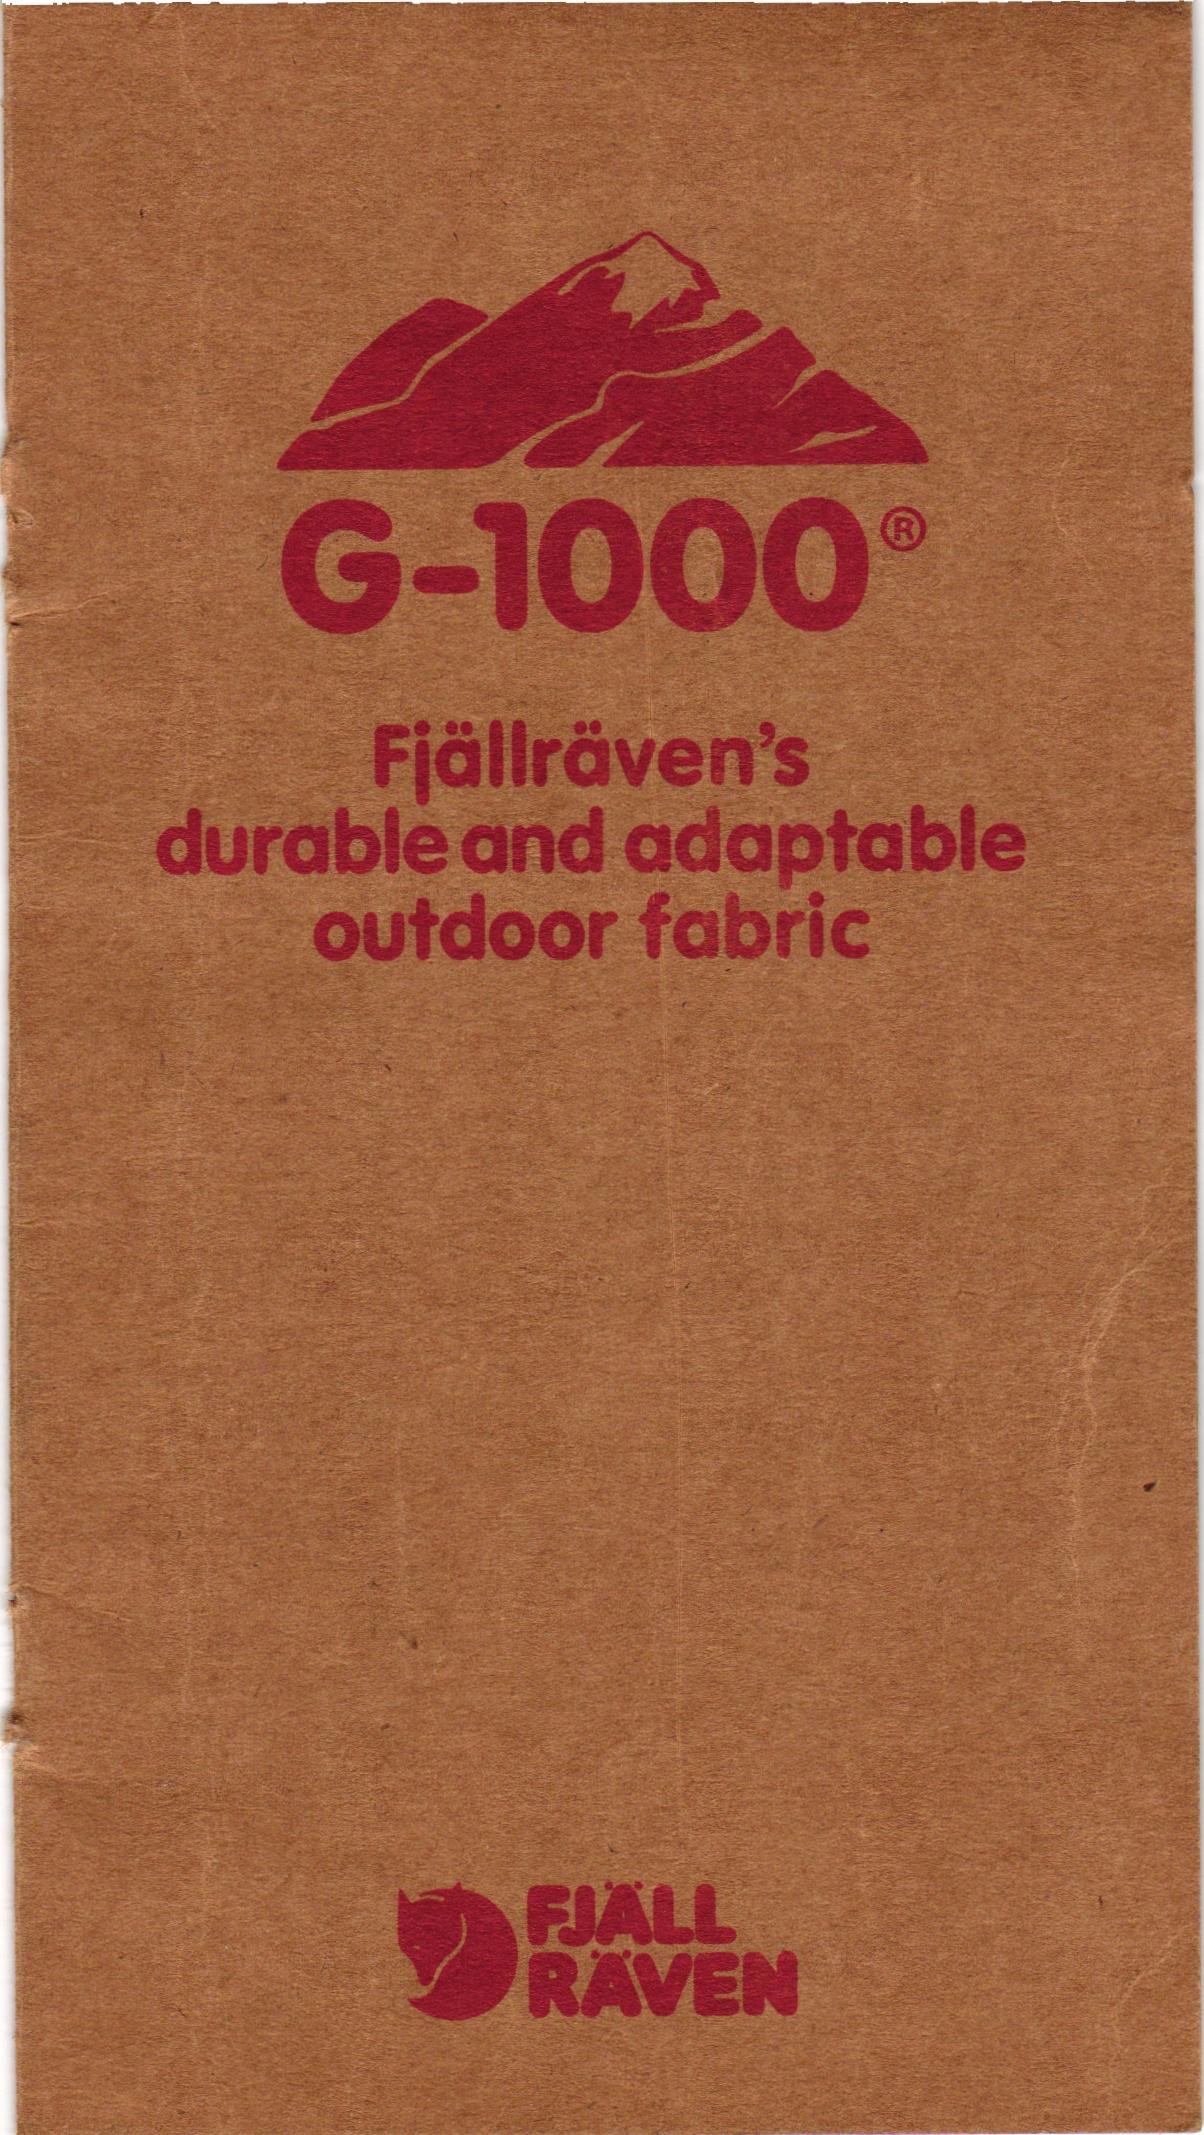 G-1000®
Fjällräven's
durable and adaptable
outdoor fabric
FJÄLL
RÄVEN